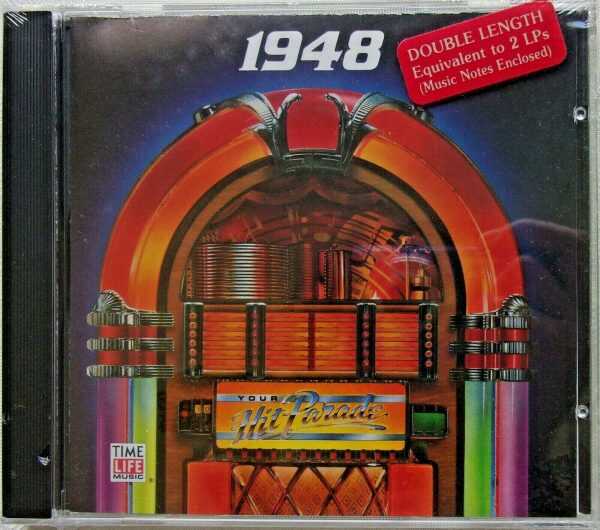 1948
DOUBLE LENGTH
Equivalent to 2 LPs
(Music Notes Enclosed)
YOUR
Hit Parade
TIME
LIFE
MUSIC ®